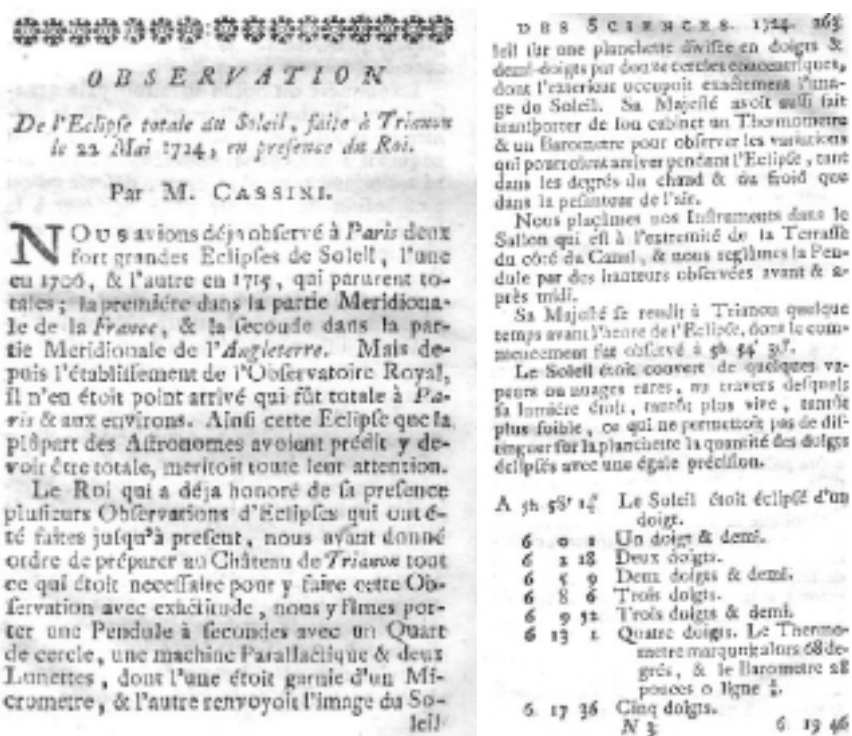 OBSERVATION
De l'Eclipſe totale du Soleil, faite à Trianon
le 22 Mai 1724, en preſence du Roi.
Par M. CASSINI.
NOUS avions déja obſervé à Paris deux
fort grandes Eclipſes de Soleil, l'une
en 1706, & l'autre en 1715, qui parurent to-
tales; la premiére dans la partie Meridiona-
le de la France, & la ſeconde dans la par-
tie Meridionale de l'Angleterre. Mais de-
puis l'établiſſement de l'Obſervatoire Royal,
il n'en étoit point arrivé qui fût totale à Pa-
ris & aux environs. Ainſi cette Eclipſe que la
plûpart des Aſtronomes avoient prédit y de-
voir être totale, meritoit toute leur attention.
Le Roi qui a déja honoré de ſa preſence
pluſieurs Obſervations d'Eclipſes qui ont é-
té faites juſqu'à preſent, nous ayant donné
ordre de préparer au Château de Trianon tout
ce qui étoit neceſſaire pour y faire cette Ob-
ſervation avec exactitude, nous y fîmes por-
ter une Pendule à ſecondes avec un Quart
de cercle, une machine Parallactique & deux
Lunettes, dont l'une étoit garnie d'un Mi-
crometre, & l'autre renvoyoit l'image du So-
leil
DES SCIENCES. 1724. 263
leil ſur une planchette diviſée en doigts &
demi-doigts par douze cercles concentriques,
dont l'exterieur occupoit exactement l'ima-
ge du Soleil. Sa Majeſté avoit auſſi fait
tranſporter de ſon cabinet un Thermometre
& un Barometre pour obſerver les variations
qui pourroient arriver pendant l'Eclipſe, tant
dans les degrés du chaud & du froid que
dans la peſanteur de l'air.
Nous plaçâmes nos Inſtruments dans le
Sallon qui eſt à l'extremité de la Terraſſe
du côté du Canal, & nous reglâmes la Pen-
dule par des hauteurs obſervées avant & a-
près midi.
Sa Majeſté ſe rendit à Trianon quelque
temps avant l'heure de l'Eclipſe, dont le com-
mencement fut obſervé à 5h 54'
Le Soleil étoit couvert de quelques va-
peurs ou nuages rares, au travers deſquels
ſa lumiére étoit, tantôt plus vive, tantôt
plus foible, ce qui ne permettoit pas de diſ-
tinguer ſur la planchette la quantité des doigts
éclipſés avec une égale préciſion.
A 5h 58' Le Soleil étoit éclipſé d'un
doigt.
6 0 1 Un doigt & demi.
6 2 18 Deux doigts.
6 5 9 Deux doigts & demi.
6 8 6 Trois doigts.
6 9 52 Trois doigts & demi.
6 13 1 Quatre doigts. Le Thermo-
metre marquoit alors 68 de-
grés, & le Barometre 28
pouces 0 ligne
6 17 36 Cinq doigts.
N 3 6 19 46